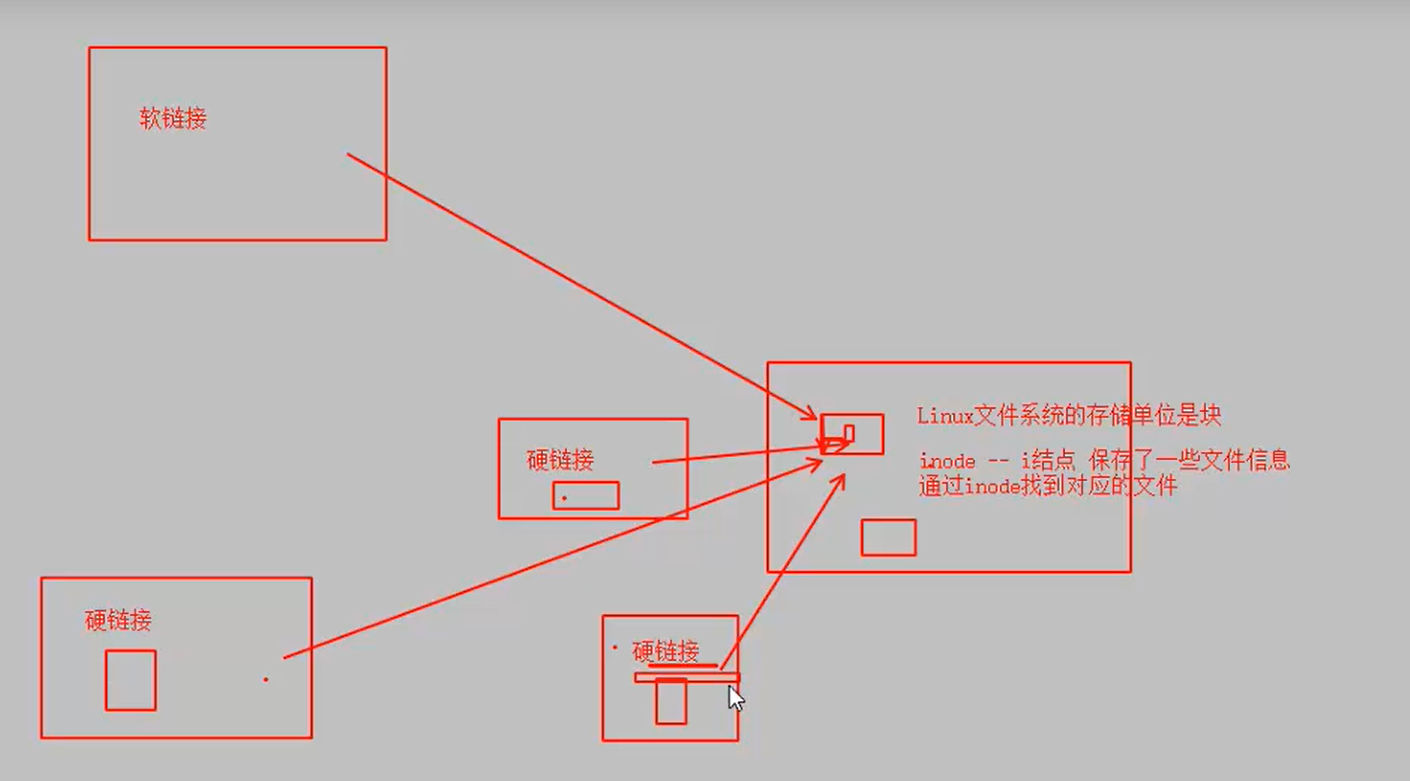 软链接
Linux文件系统的存储单位是块
硬链接
inode -- i结点 保存了一些文件信息
通过inode找到对应的文件
硬链接
硬链接